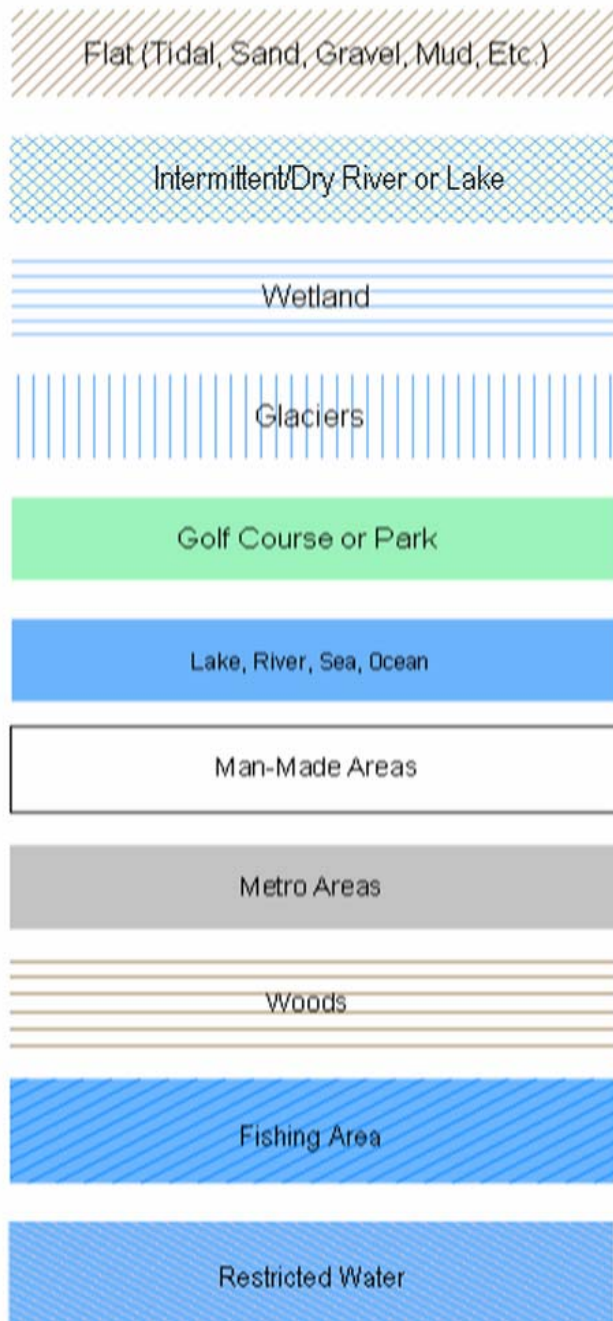 Flat (Tidal, Sand, Gravel, Mud, Etc.)
Intermittent/Dry River or Lake
Wetland
Glaciers
Golf Course or Park
Lake, River, Sea, Ocean
Man-Made Areas
Metro Areas
Woods
Fishing Area
Restricted Water